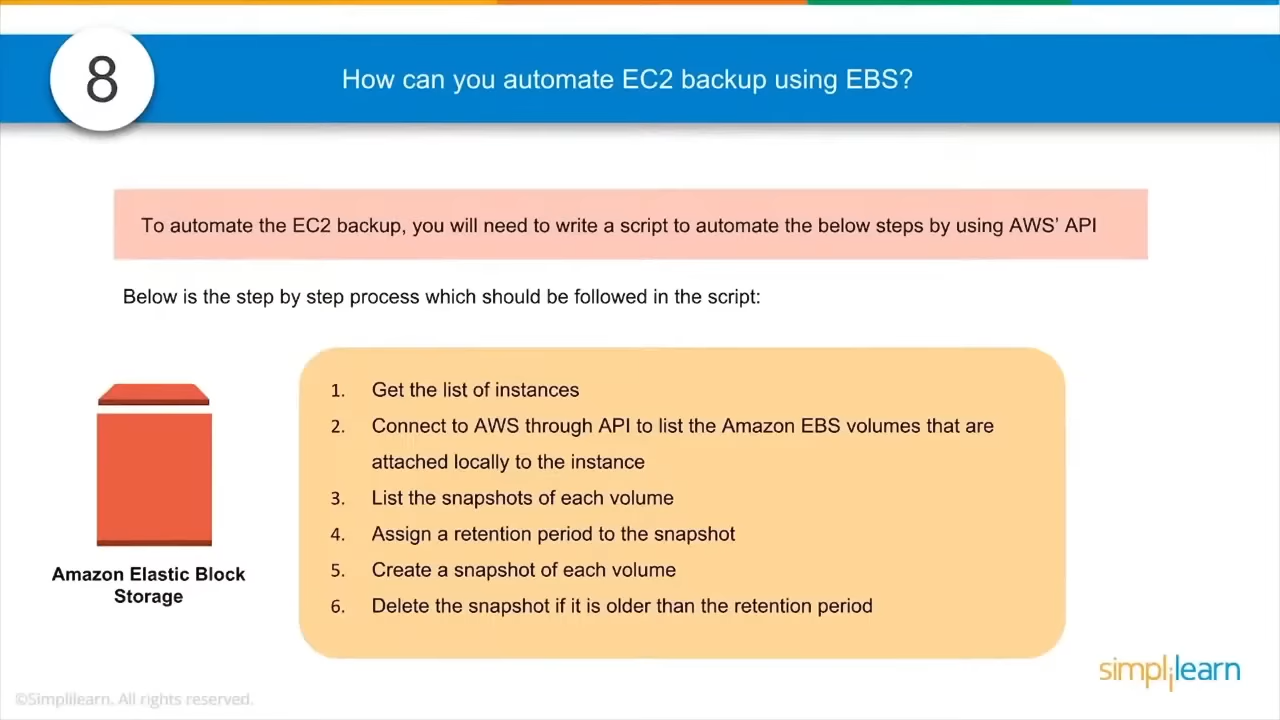 8
How can you automate EC2 backup using EBS?
To automate the EC2 backup, you will need to write a script to automate the below steps by using AWS’ API
Below is the step by step process which should be followed in the script:
1. Get the list of instances
2. Connect to AWS through API to list the Amazon EBS volumes that are
attached locally to the instance
3. List the snapshots of each volume
4. Assign a retention period to the snapshot
5. Create a snapshot of each volume
6. Delete the snapshot if it is older than the retention period
Amazon Elastic Block
Storage
simplilearn
©Simplilearn. All rights reserved.